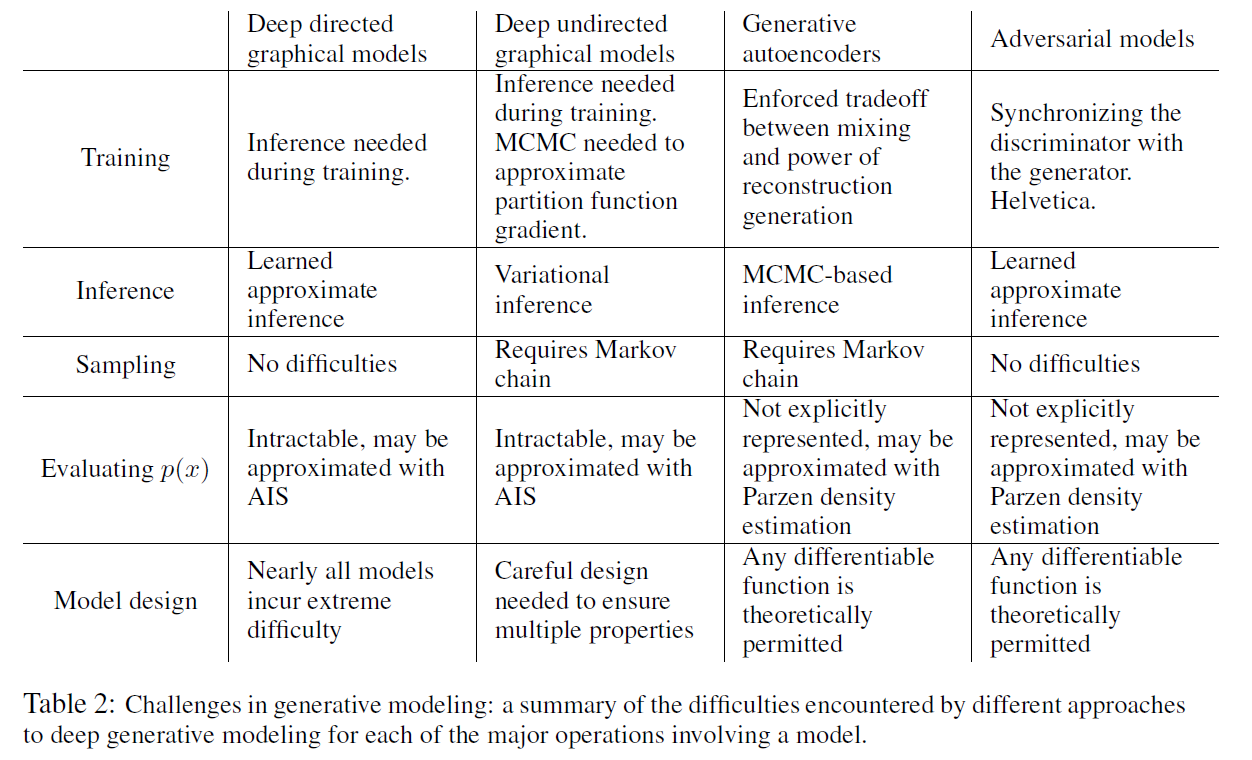 Deep directed
graphical models
Deep undirected
graphical models
Generative
autoencoders
Adversarial models
Training
Inference needed
during training.
Inference needed
during training.
MCMC needed to
approximate
partition function
gradient.
Enforced tradeoff
between mixing
and power of
reconstruction
generation
Synchronizing the
discriminator with
the generator.
Helvetica.
Inference
Learned
approximate
inference
Variational
inference
MCMC-based
inference
Learned
approximate
inference
Sampling
No difficulties
Requires Markov
chain
Requires Markov
chain
No difficulties
Evaluating p(x)
Intractable, may be
approximated with
AIS
Intractable, may be
approximated with
AIS
Not explicitly
represented, may be
approximated with
Parzen density
estimation
Not explicitly
represented, may be
approximated with
Parzen density
estimation
Model design
Nearly all models
incur extreme
difficulty
Careful design
needed to ensure
multiple properties
Any differentiable
function is
theoretically
permitted
Any differentiable
function is
theoretically
permitted
Table 2: Challenges in generative modeling: a summary of the difficulties encountered by different approaches
to deep generative modeling for each of the major operations involving a model.